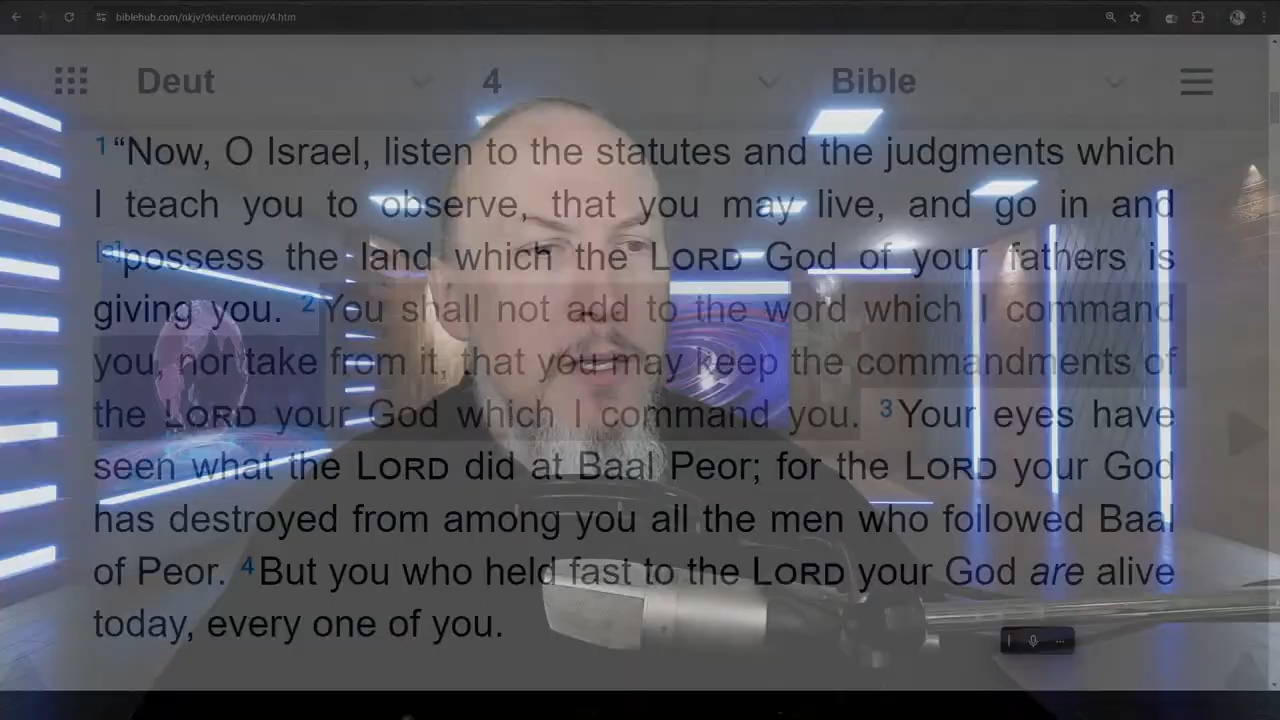 biblehub.com/nkjv/deuteronomy/4.htm
Deut 4 Bible
1 “Now, O Israel, listen to the statutes and the judgments which
I teach you to observe, that you may live, and go in and
[a]possess the land which the LORD God of your fathers is
giving you. 2 You shall not add to the word which I command
you, nor take from it, that you may keep the commandments of
the LORD your God which I command you. 3 Your eyes have
seen what the LORD did at Baal Peor; for the LORD your God
has destroyed from among you all the men who followed Baal
of Peor. 4 But you who held fast to the LORD your God are alive
today, every one of you.